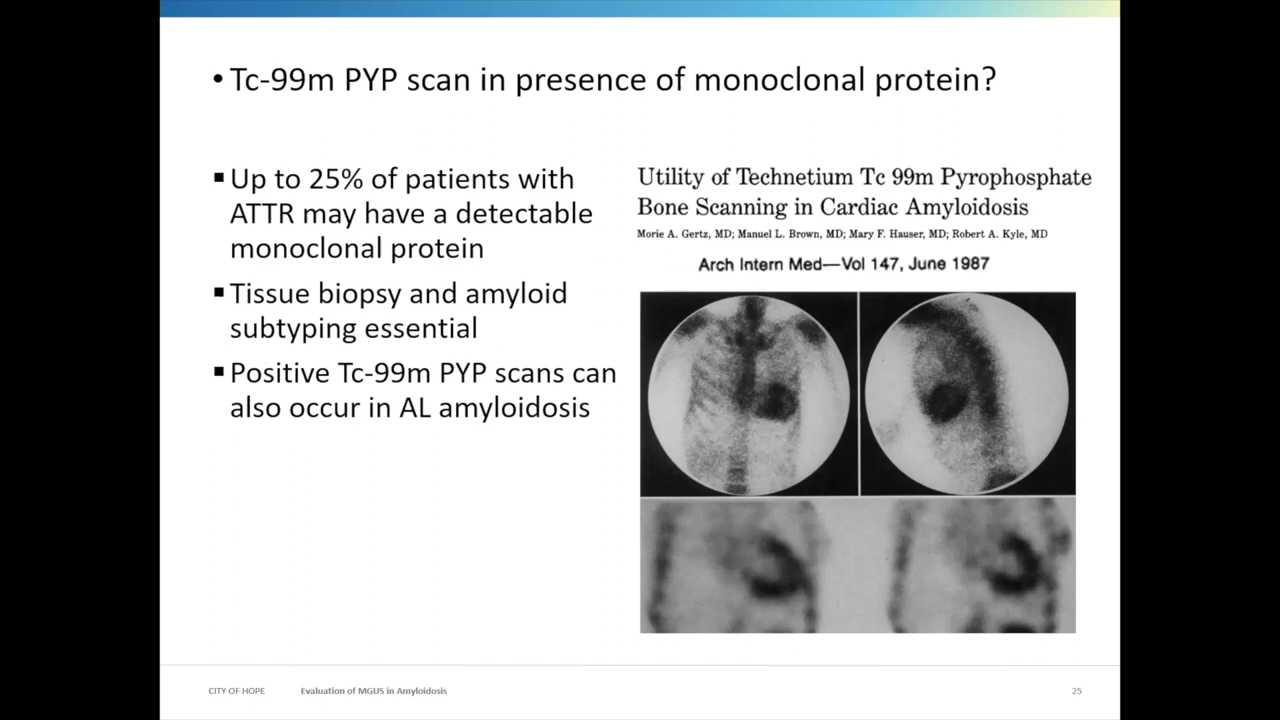 • Tc-99m PYP scan in presence of monoclonal protein?
▪ Up to 25% of patients with
ATTR may have a detectable
monoclonal protein
▪ Tissue biopsy and amyloid
subtyping essential
▪ Positive Tc-99m PYP scans can
also occur in AL amyloidosis
Utility of Technetium Tc 99m Pyrophosphate
Bone Scanning in Cardiac Amyloidosis
Morie A. Gertz, MD; Manuel L. Brown, MD; Mary F. Hauser, MD; Robert A. Kyle, MD
Arch Intern Med—Vol 147, June 1987
CITY OF HOPE
Evaluation of MGUS in Amyloidosis
25